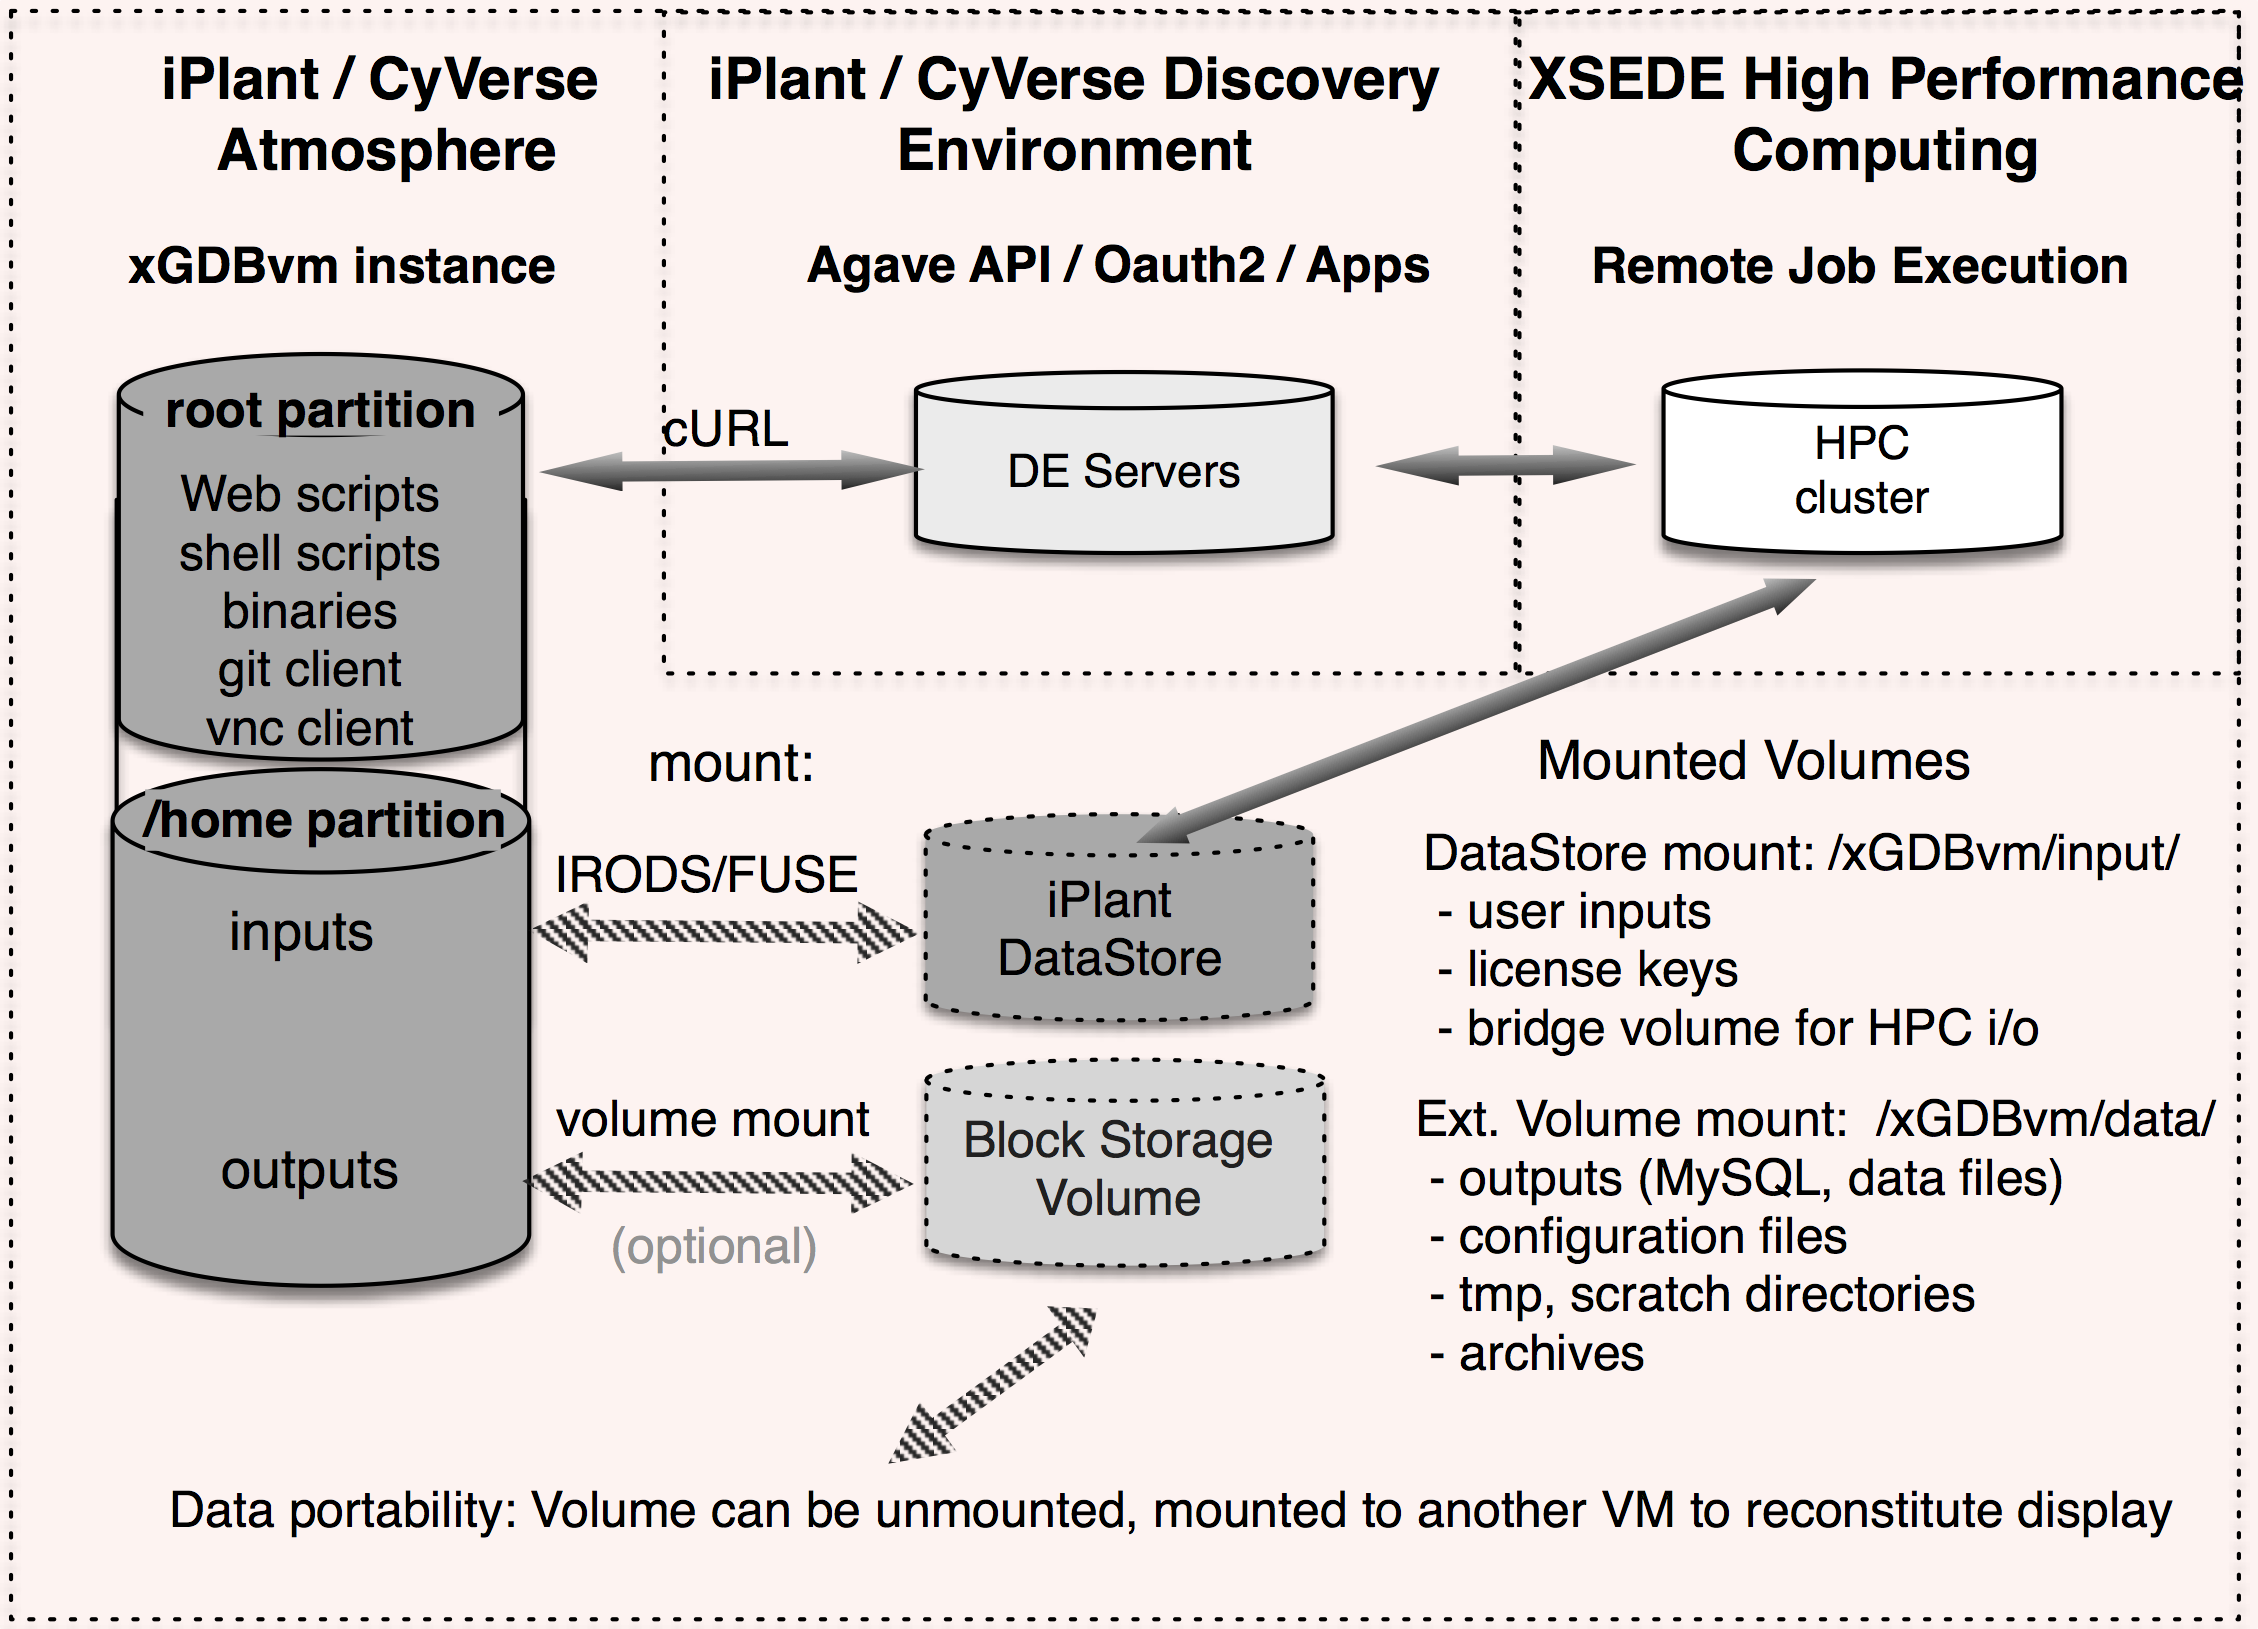 iPlant / CyVerse
Atmosphere
xGDBvm instance
iPlant / CyVerse Discovery
Environment
Agave API / Oauth2 / Apps
XSEDE High Performance
Computing
Remote Job Execution
root partition
Web scripts
shell scripts
binaries
git client
vnc client
cURL
DE Servers
HPC
cluster
/home partition
inputs
outputs
mount:
IRODS/FUSE
iPlant
DataStore
volume mount
(optional)
Block Storage
Volume
Mounted Volumes
DataStore mount: /xGDBvm/input/
- user inputs
- license keys
- bridge volume for HPC i/o
Ext. Volume mount: /xGDBvm/data/
- outputs (MySQL, data files)
- configuration files
- tmp, scratch directories
- archives
Data portability: Volume can be unmounted, mounted to another VM to reconstitute display